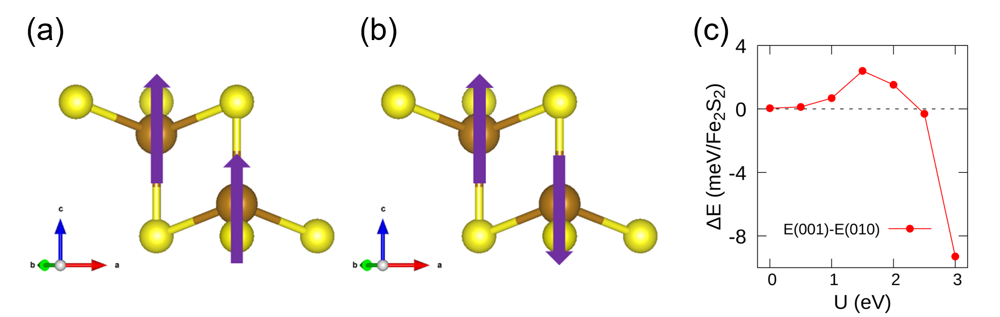 (a)
c
b
a
(b)
c
b
a
(c)
4
0
-4
-8
ΔE (meV/Fe₂S₂)
E(001)-E(010)
0 1 2 3
U (eV)